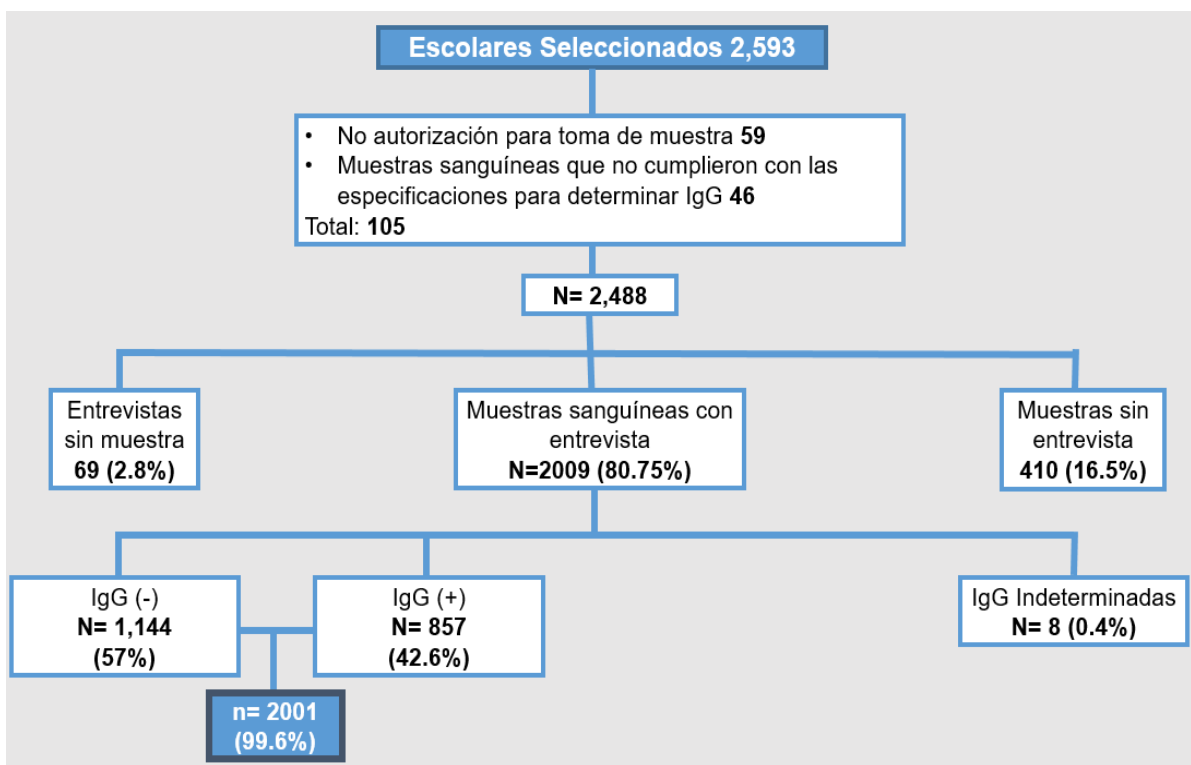 Escolares Seleccionados 2,593
• No autorización para toma de muestra 59
• Muestras sanguíneas que no cumplieron con las
especificaciones para determinar IgG 46
Total: 105
N= 2,488
Entrevistas
sin muestra
69 (2.8%)
Muestras sanguíneas con
entrevista
N=2009 (80.75%)
Muestras sin
entrevista
410 (16.5%)
IgG (-)
N= 1,144
(57%)
IgG (+)
N= 857
(42.6%)
IgG Indeterminadas
N= 8 (0.4%)
n= 2001
(99.6%)